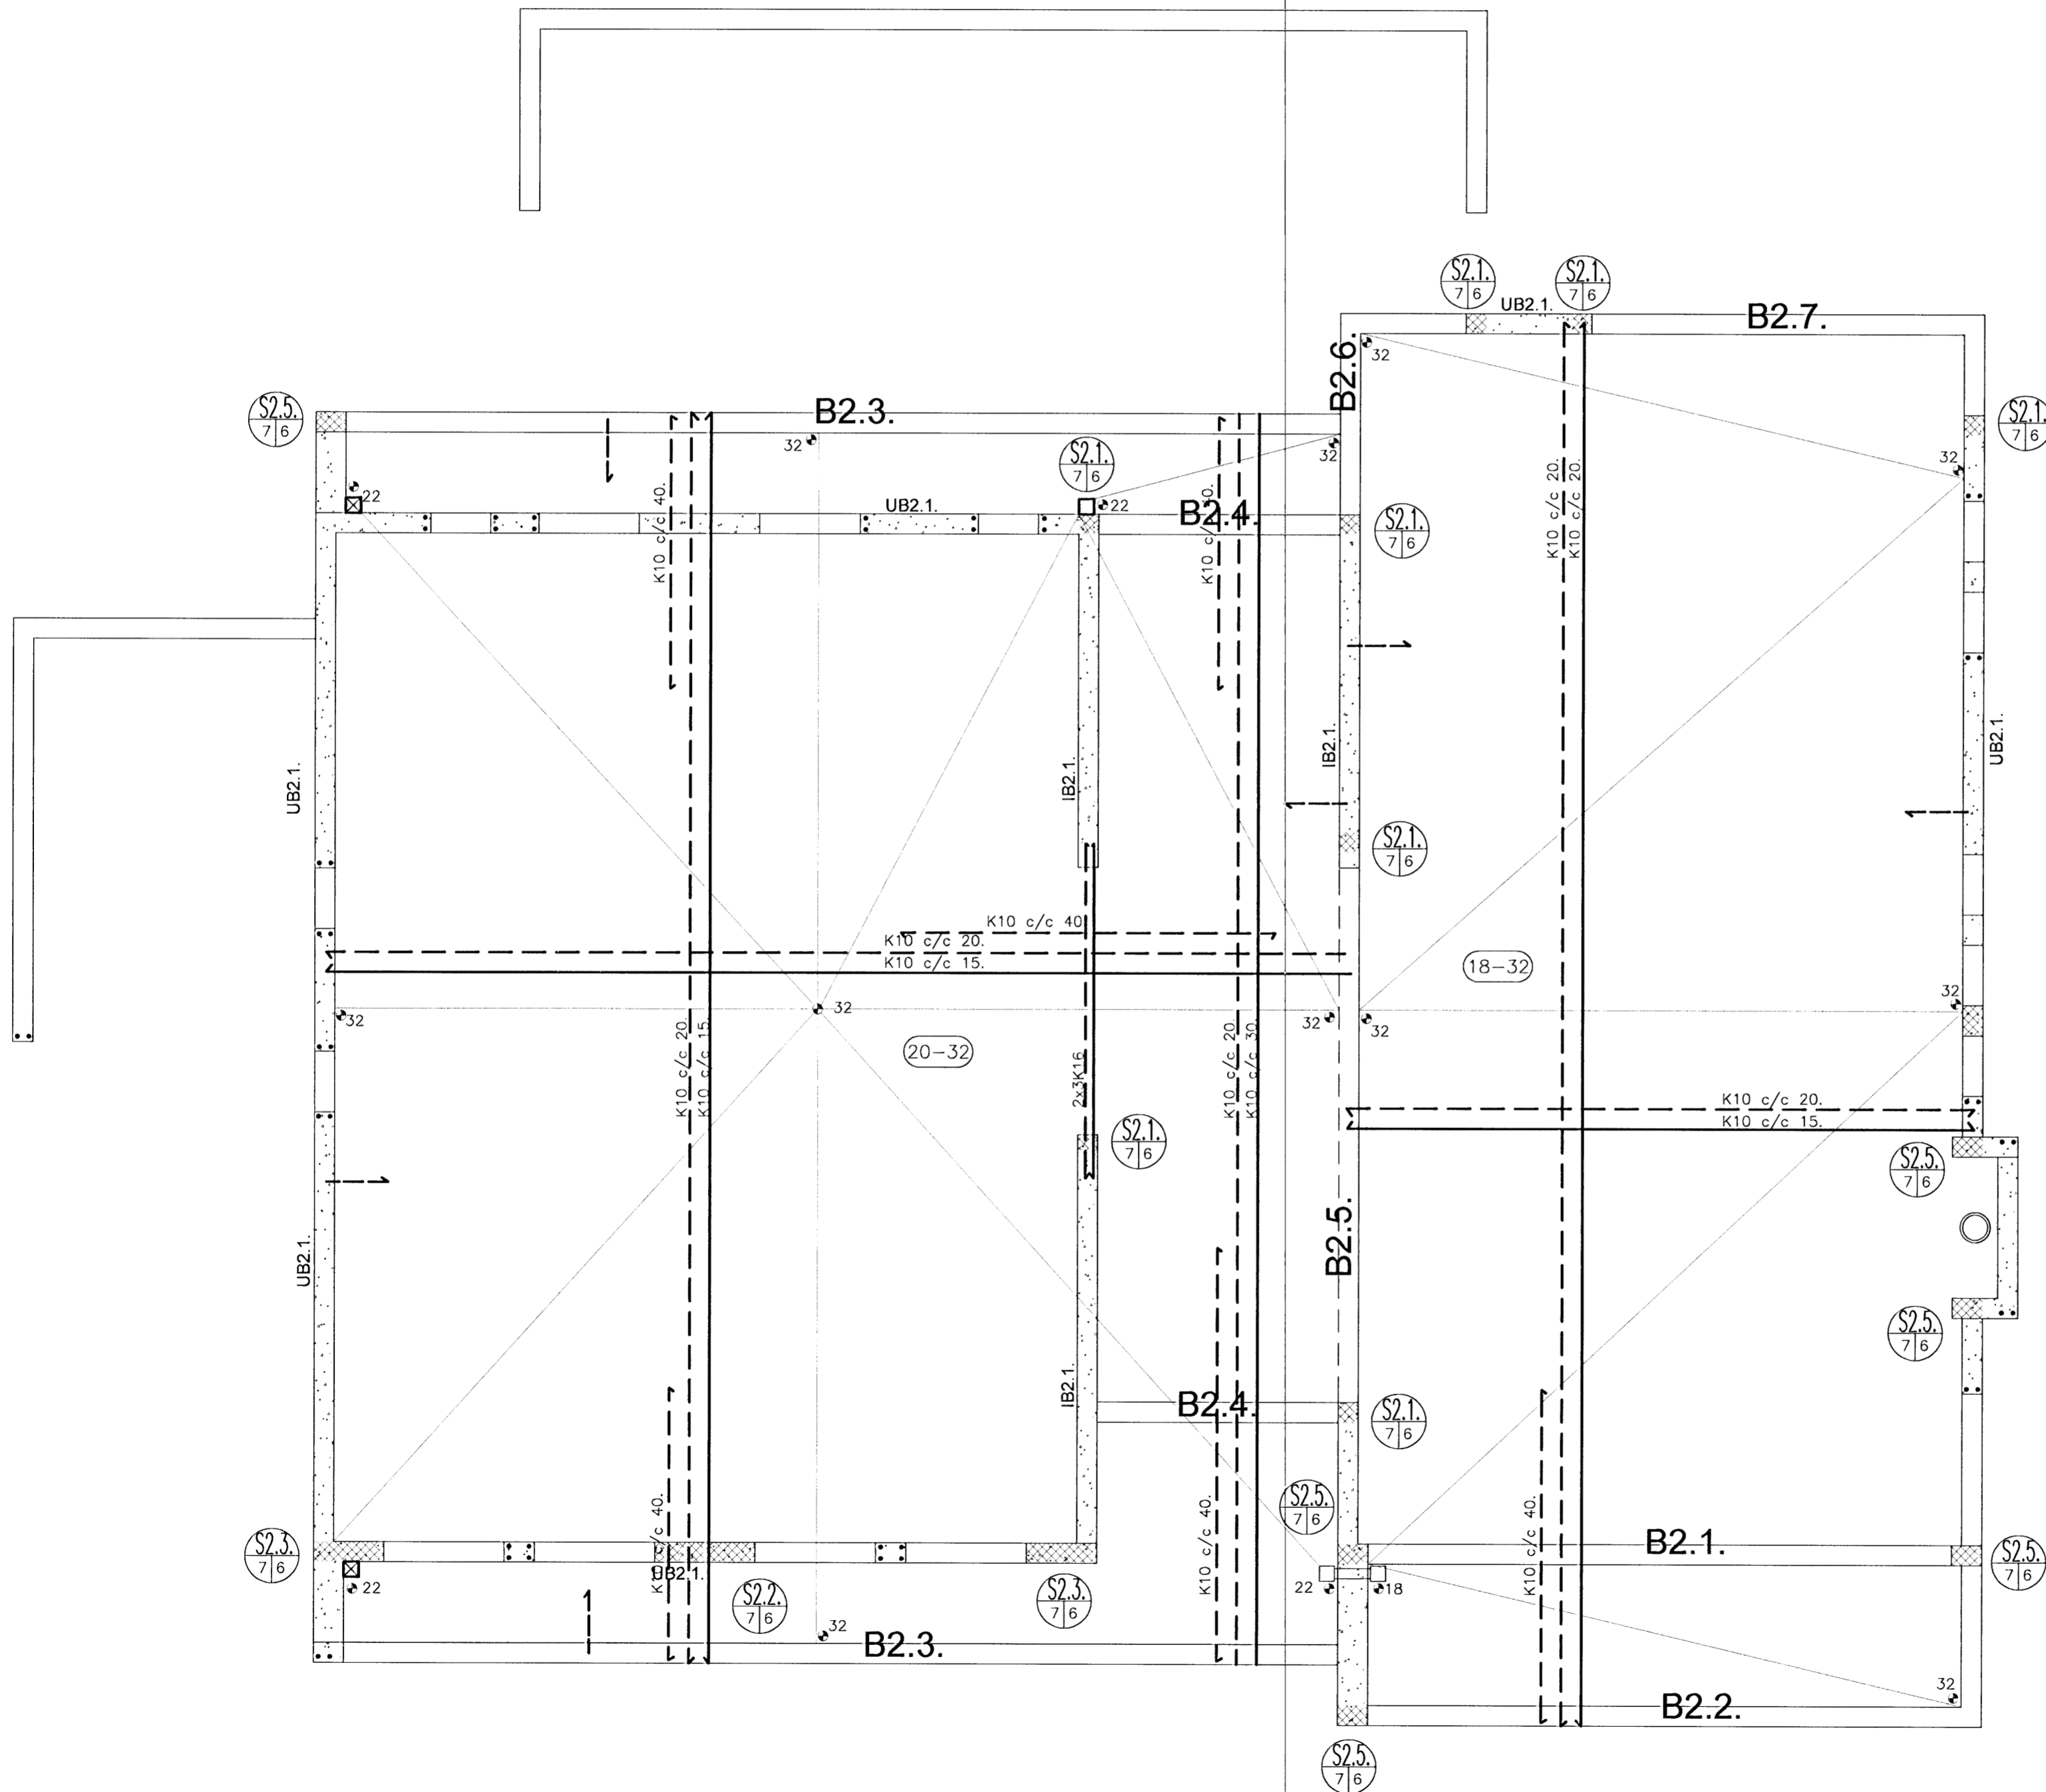 S2.1.
7 6
S2.1.
7 6
UB2.1.
B2.7.
B2.6.
32
S2.5.
7 6
B2.3.
32
S2.1.
7 6
32
32
S2.1.
7 6
22
UB2.1.
22
B2.4.
S2.1.
7 6
K10 c/c 40.
K10 c/c 40.
K10 c/c 20.
K10 c/c 20.
UB2.1.
IB2.1.
IB2.1.
UB2.1.
S2.1.
7 6
K10 c/c 40
K10 c/c 20.
K10 c/c 15.
18-32
32
32
32
32
32
20-32
K10 c/c 20.
K10 c/c 15.
2x3K16
K10 c/c 20.
K10 c/c 30.
K10 c/c 20.
K10 c/c 15.
S2.1.
7 6
S2.5.
7 6
UB2.1.
B2.5.
S2.5.
7 6
IB2.1.
B2.4.
S2.1.
7 6
S2.5.
7 6
K10 c/c 40.
K10 c/c 40.
K10 c/c 40.
B2.1.
S2.3.
7 6
UB2.1.
22
S2.2.
7 6
S2.3.
7 6
22
18
S2.5.
7 6
32
B2.3.
32
B2.2.
S2.5.
7 6